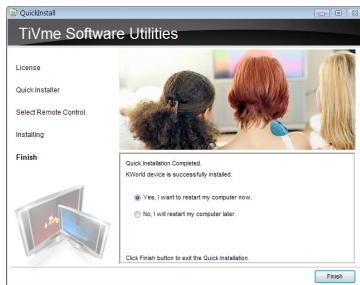 QuickInstall
TiVme Software Utilities
License
Quick Installer
Select Remote Control
Installing
Finish
Quick Installation Completed.
KWorld device is successfully installed.
Yes, I want to restart my computer now.
No, I will restart my computer later.
Click Finish button to exit the Quick Installation.
Finish